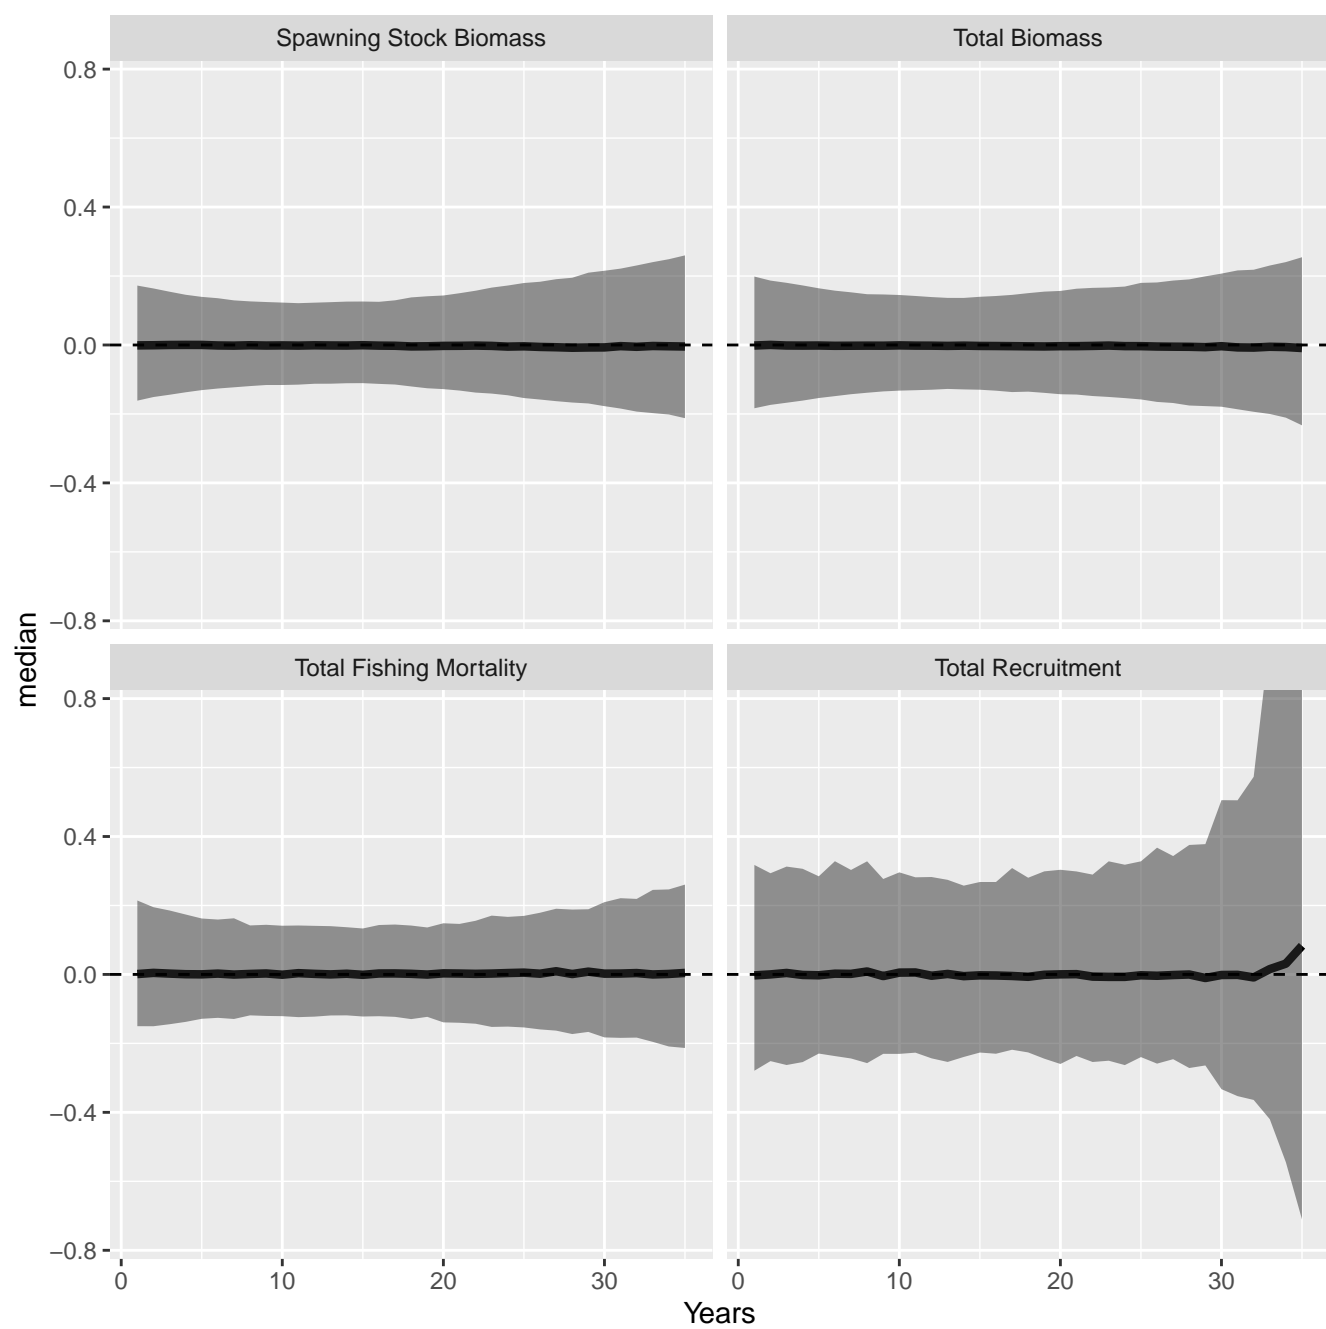 Spawning Stock Biomass
Total Biomass
0.8
0.4
0.0
−0.4
−0.8
Total Fishing Mortality
Total Recruitment
0.8
0.4
0.0
−0.4
−0.8
0 10 20 30
0 10 20 30
median
Years